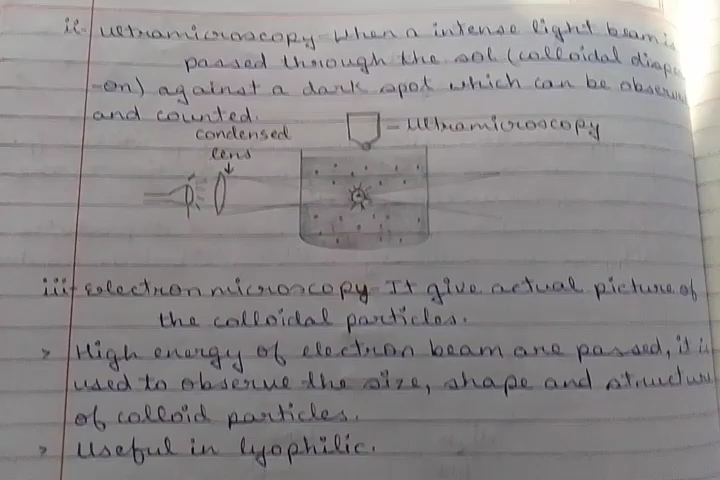 ii- Ultramicroscopy- When a intense light beam is
passed through the sol (colloidal dispe
-on) against a dark spot which can be observe
and counted.
condensed
lens
- Ultramicroscopy
iii- Electron microscopy- It give actual picture of
the colloidal particles.
> High energy of electron beam are passed, it is
used to observe the size, shape and structure
of colloid particles.
> Useful in lyophilic.